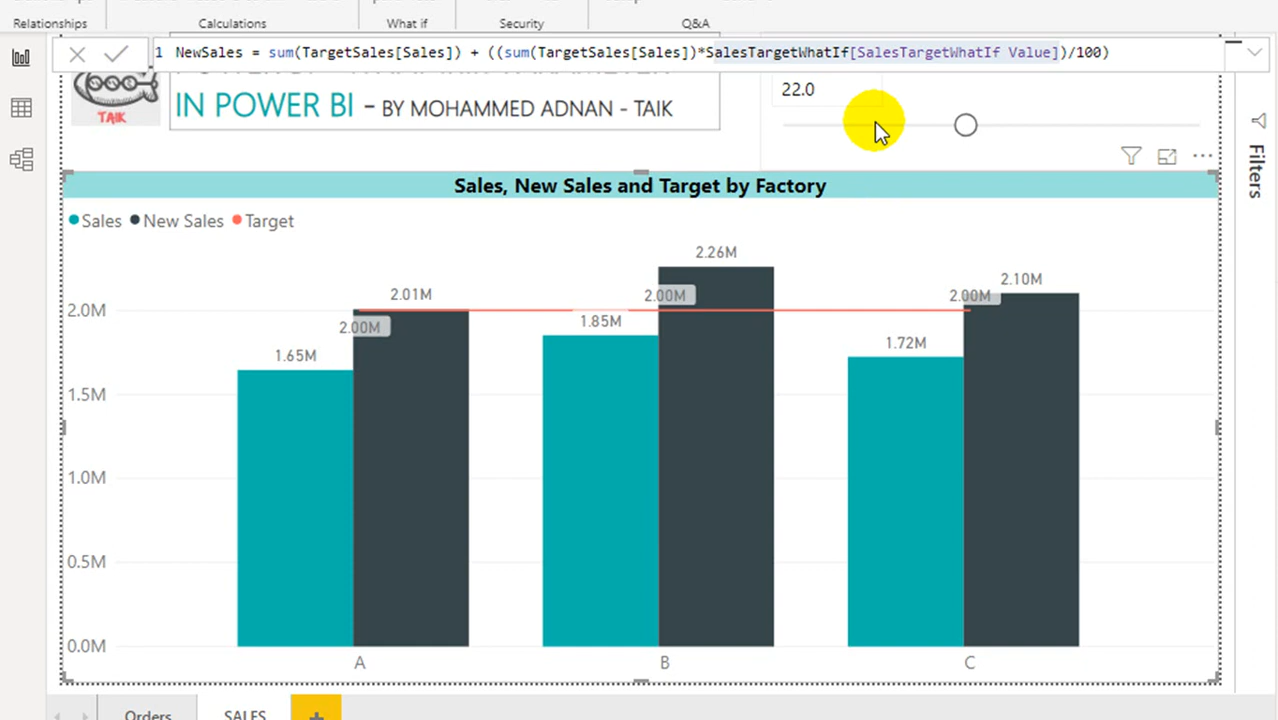 Relationships
Calculations
What if
Security
Q&A
1 NewSales = sum(TargetSales[Sales]) + ((sum(TargetSales[Sales])*SalesTargetWhatIf[SalesTargetWhatIf Value])/100)
TAIK
IN POWER BI - BY MOHAMMED ADNAN - TAIK
22.0
Filters
Sales, New Sales and Target by Factory
Sales New Sales Target
2.26M
2.10M
2.01M
2.00M
2.00M
2.0M
1.85M
2.00M
1.72M
1.65M
1.5M
1.0M
0.5M
0.0M
A B C
Orders SALES +